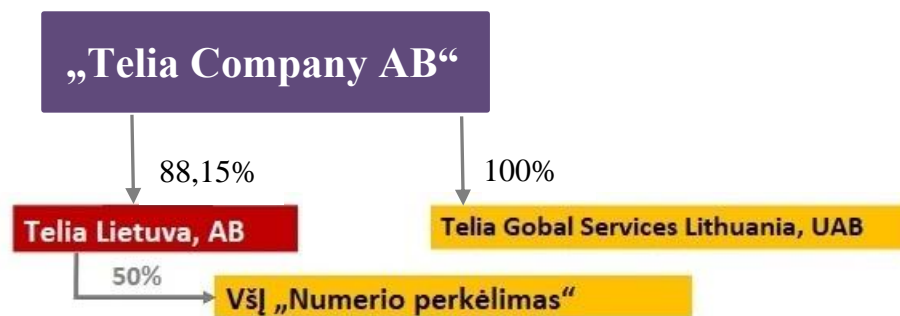 „Telia Company AB“
88,15%
100%
Telia Lietuva, AB
Telia Gobal Services Lithuania, UAB
50%
VšĮ „Numerio perkėlimas“